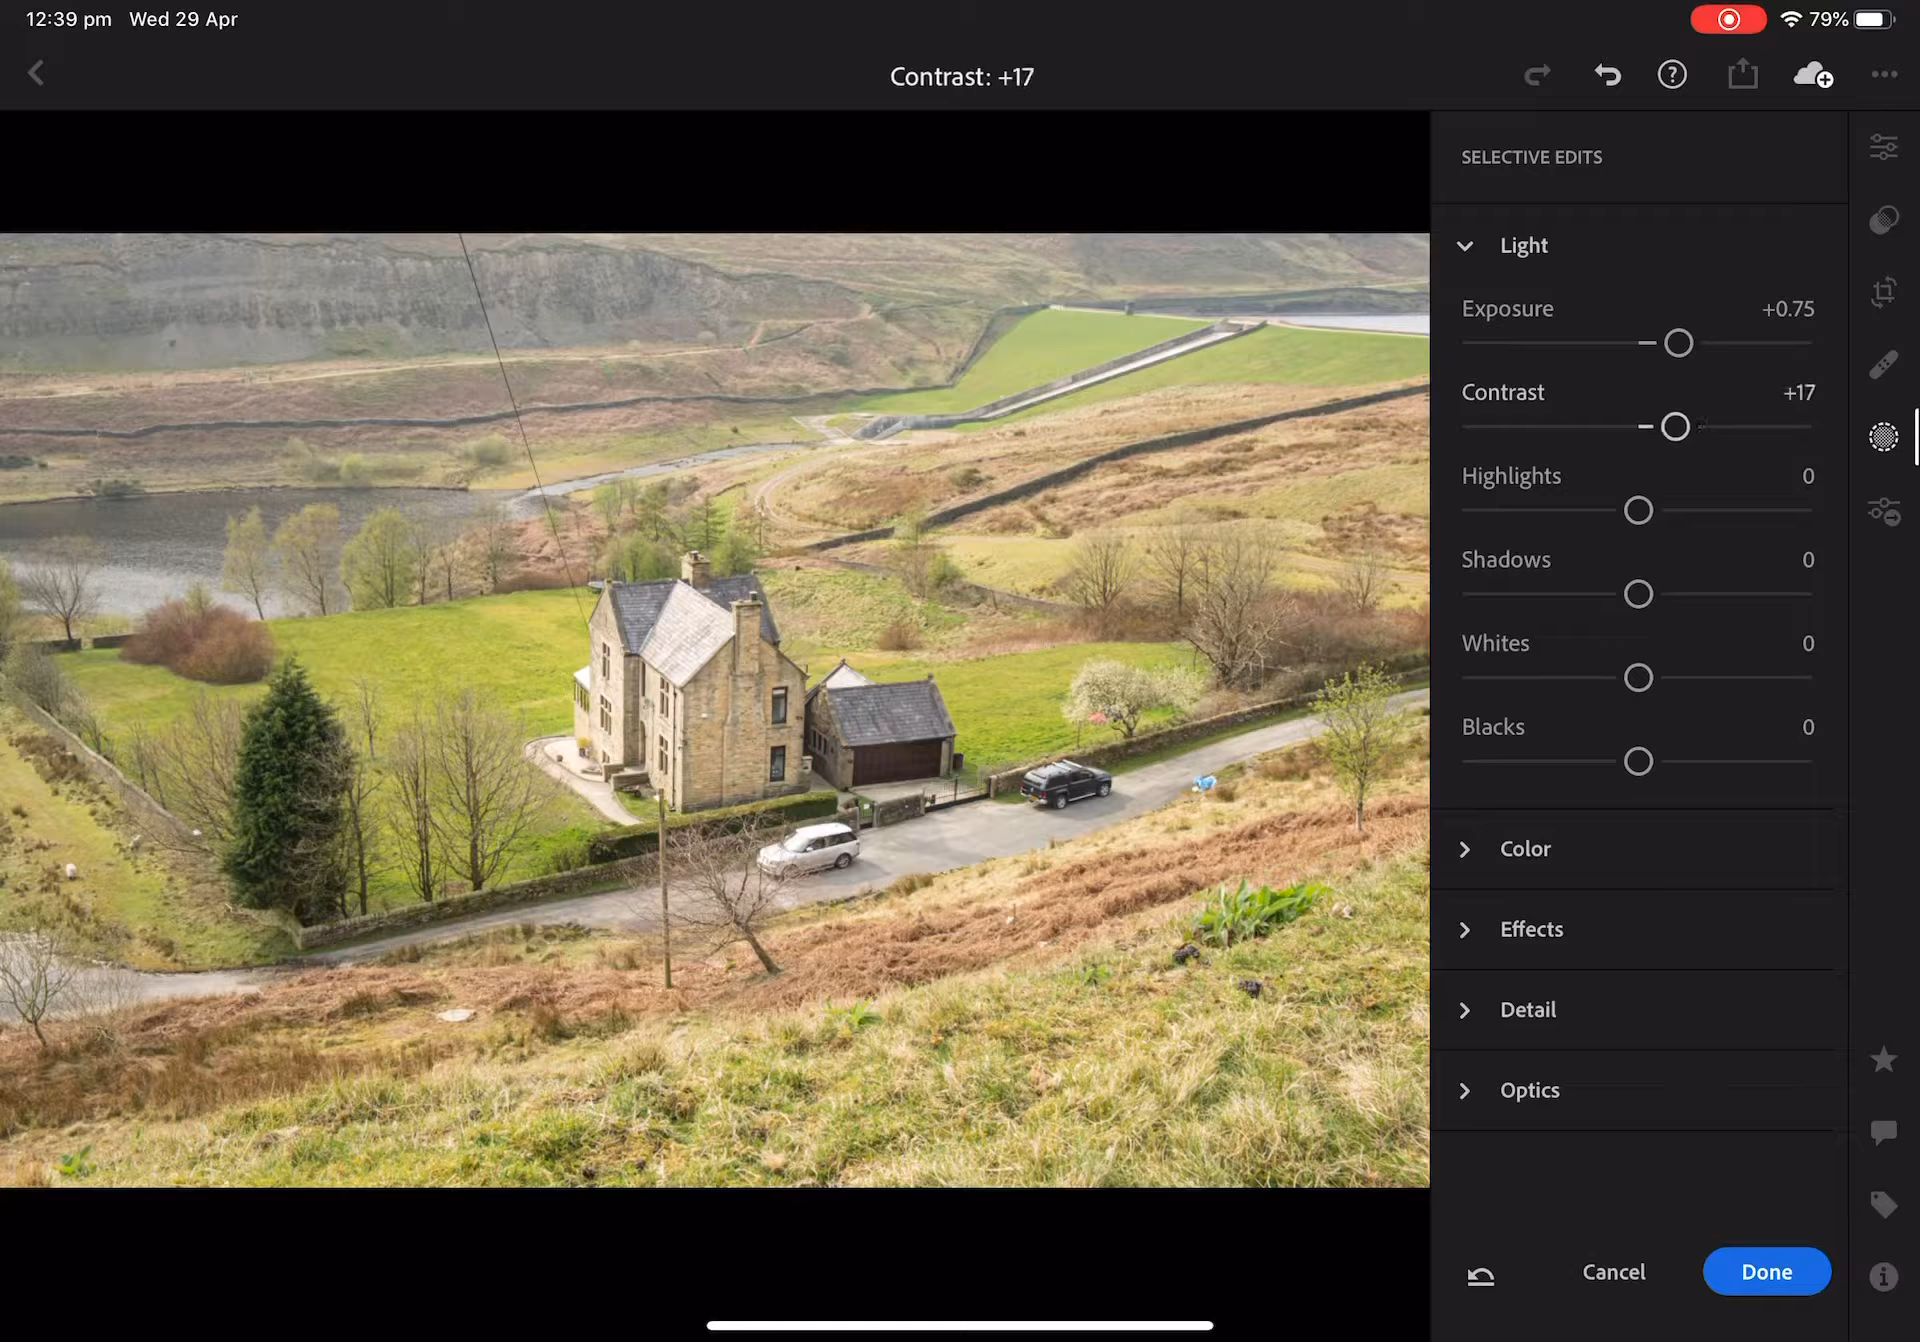 12:39 pm Wed 29 Apr
79%
Contrast: +17
SELECTIVE EDITS
Light
Exposure +0.75
Contrast +17
Highlights 0
Shadows 0
Whites 0
Blacks 0
Color
Effects
Detail
Optics
Cancel
Done